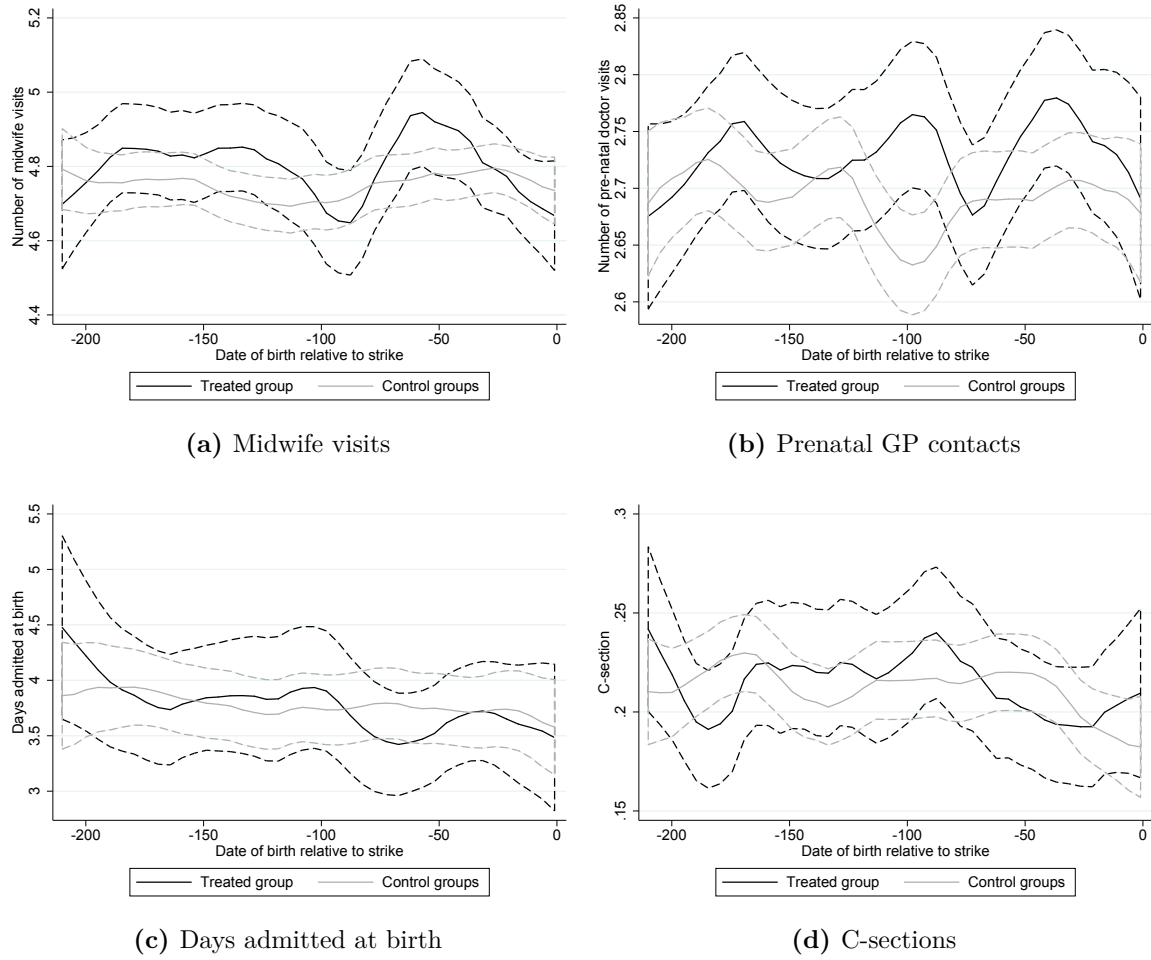 Number of midwife visits
5.2
5
4.8
4.6
4.4
-200 -150 -100 -50 0
Date of birth relative to strike
Treated group Control groups
(a) Midwife visits
Number of pre-natal doctor visits
2.85
2.8
2.75
2.7
2.65
2.6
-200 -150 -100 -50 0
Date of birth relative to strike
Treated group Control groups
(b) Prenatal GP contacts
Days admitted at birth
5.5
5
4.5
4
3.5
3
-200 -150 -100 -50 0
Date of birth relative to strike
Treated group Control groups
(c) Days admitted at birth
C-section
.3
.25
.2
.15
-200 -150 -100 -50 0
Date of birth relative to strike
Treated group Control groups
(d) C-sections